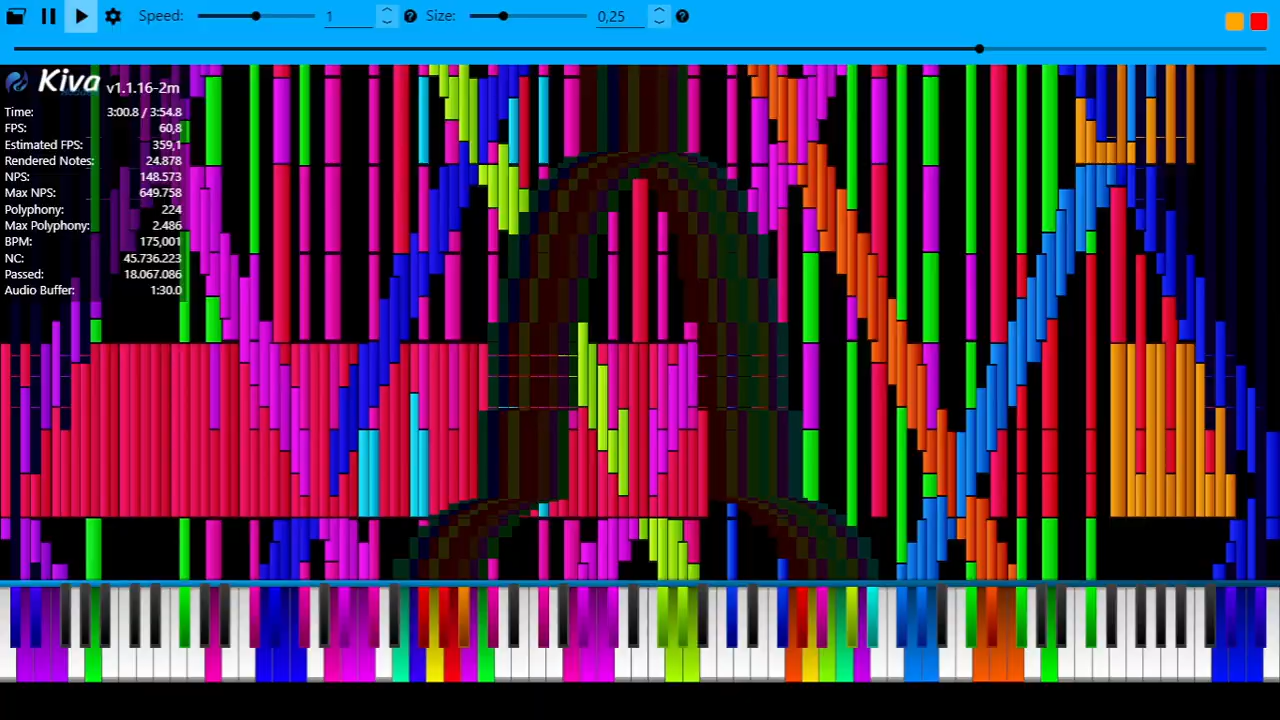 Speed: 1 Size: 0,25
Kiva v1.1.16-2m
Time: 3:00.8 / 3:54.8
FPS: 60,8
Estimated FPS: 359,1
Rendered Notes: 24.878
NPS: 148.573
Max NPS: 649.758
Polyphony: 224
Max Polyphony: 2.486
BPM: 175,001
NC: 45.736.223
Passed: 18.067.086
Audio Buffer: 1:30.0